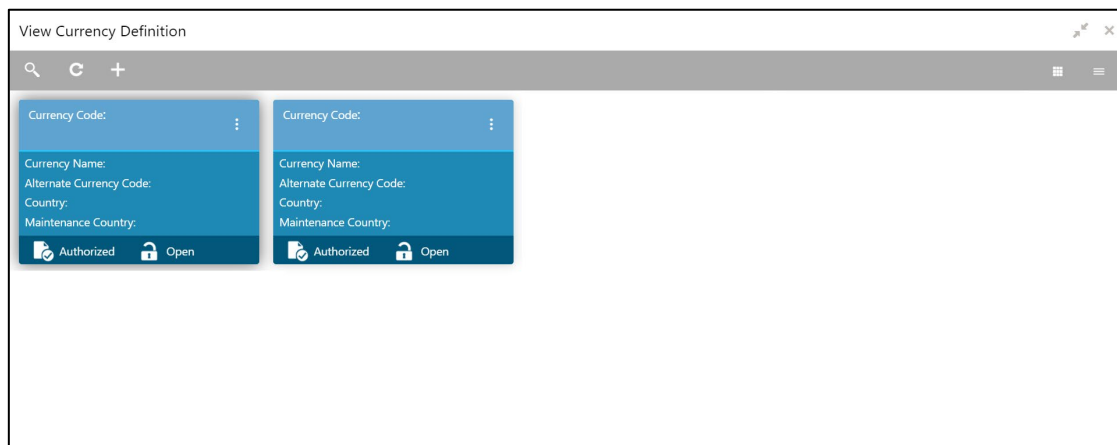 View Currency Definition
Currency Code:
Currency Name:
Alternate Currency Code:
Country:
Maintenance Country:
Authorized Open
Currency Code:
Currency Name:
Alternate Currency Code:
Country:
Maintenance Country:
Authorized Open